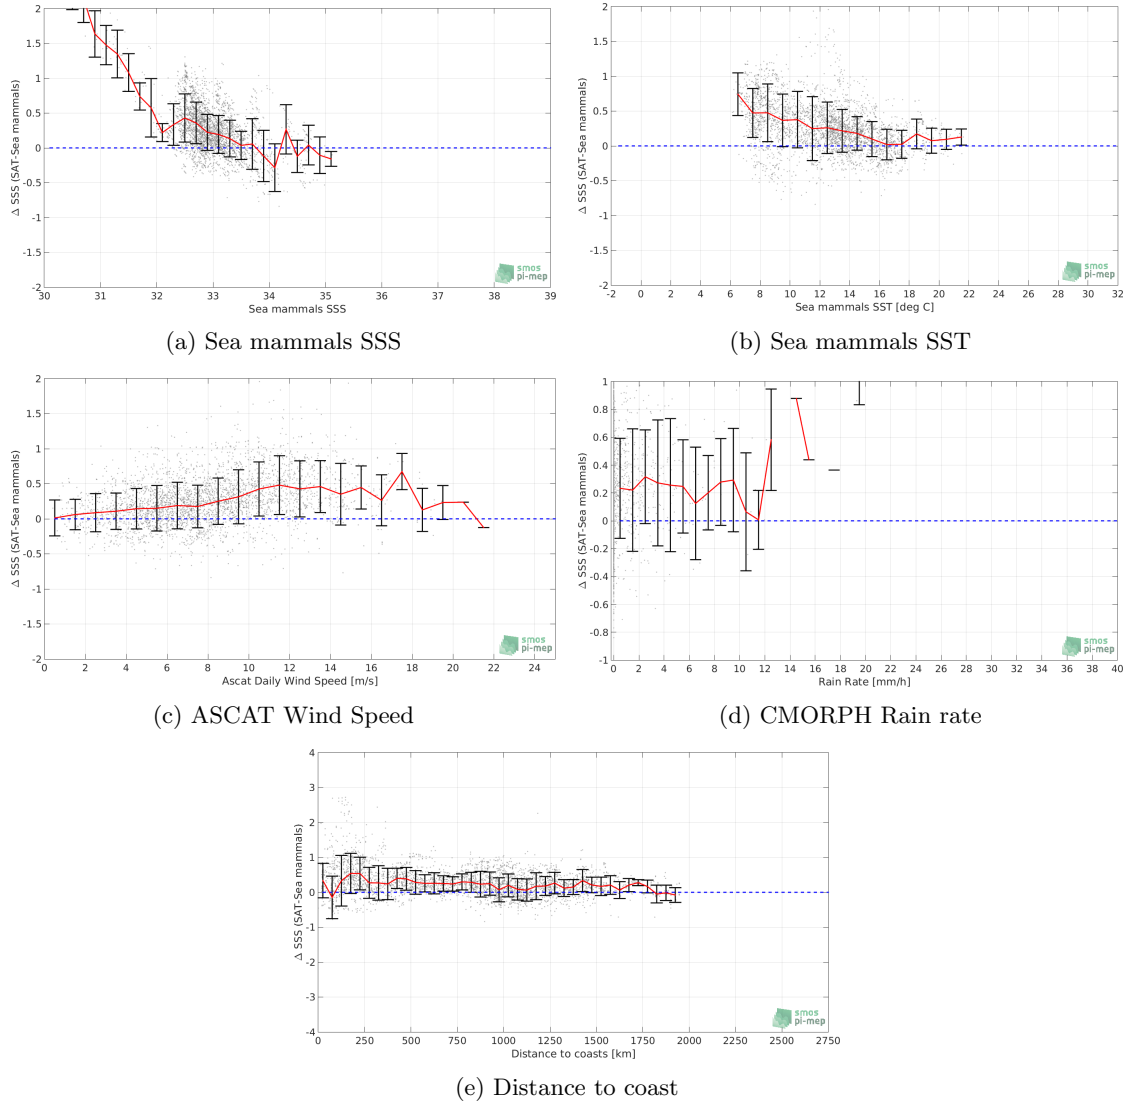 2
1.5
1
0.5
0
-0.5
-1
-1.5
-2
Δ SSS (SAT-Sea mammals)
30 31 32 33 34 35 36 37 38 39
Sea mammals SSS
smos
pi-mep
(a) Sea mammals SSS
2
1.5
1
0.5
0
-0.5
-1
-1.5
-2
Δ SSS (SAT-Sea mammals)
-2 0 2 4 6 8 10 12 14 16 18 20 22 24 26 28 30 32
Sea mammals SST [deg C]
smos
pi-mep
(b) Sea mammals SST
2
1.5
1
0.5
0
-0.5
-1
-1.5
-2
Δ SSS (SAT-Sea mammals)
0 2 4 6 8 10 12 14 16 18 20 22 24
Ascat Daily Wind Speed [m/s]
smos
pi-mep
(c) ASCAT Wind Speed
1
0.8
0.6
0.4
0.2
0
-0.2
-0.4
-0.6
-0.8
-1
Δ SSS (SAT-Sea mammals)
0 2 4 6 8 10 12 14 16 18 20 22 24 26 28 30 32 34 36 38 40
Rain Rate [mm/h]
smos
pi-mep
(d) CMORPH Rain rate
4
3
2
1
0
-1
-2
-3
-4
Δ SSS (SAT-Sea mammals)
0 250 500 750 1000 1250 1500 1750 2000 2250 2500 2750
Distance to coasts [km]
smos
pi-mep
(e) Distance to coast